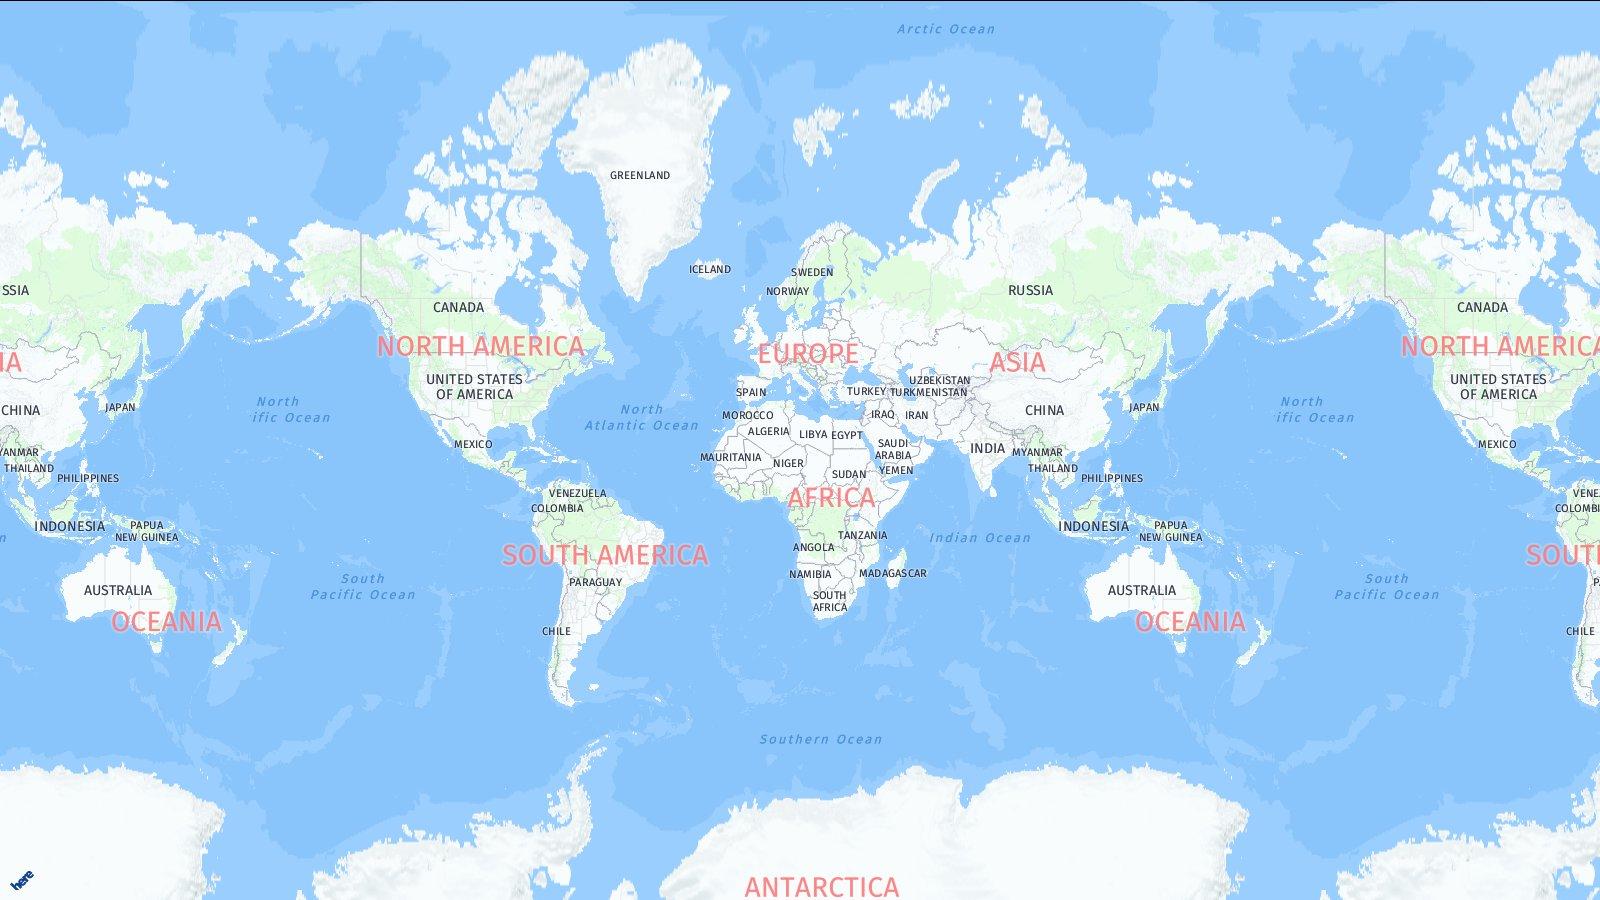 Arctic Ocean
GREENLAND
ICELAND
SWEDEN
NORWAY
SSIA
RUSSIA
CANADA
CANADA
NORTH AMERICA
EUROPE
IA
ASIA
NORTH AMERICA
UNITED STATES
OF AMERICA
SPAIN
TURKEY
UZBEKISTAN
TURKMENISTAN
UNITED STATES
OF AMERICA
North
ific Ocean
North
Atlantic Ocean
North
ific Ocean
CHINA
JAPAN
MOROCCO
IRAQ
IRAN
CHINA
JAPAN
ALGERIA
LIBYA
EGYPT
MEXICO
SAUDI
ARABIA
INDIA
MYANMAR
MEXICO
YANMAR
MAURITANIA
NIGER
THAILAND
SUDAN
YEMEN
THAILAND
PHILIPPINES
PHILIPPINES
VENEZUELA
COLOMBIA
AFRICA
VENE
COLOMBI
INDONESIA
PAPUA
NEW GUINEA
TANZANIA
Indian Ocean
INDONESIA
PAPUA
NEW GUINEA
n
ANGOLA
SOUTH AMERICA
SOUT
South
Pacific Ocean
PARAGUAY
NAMIBIA
MADAGASCAR
South
Pacific Ocean
P
AUSTRALIA
SOUTH
AFRICA
AUSTRALIA
OCEANIA
OCEANIA
CHILE
CHILE
Southern Ocean
here
ANTARCTICA